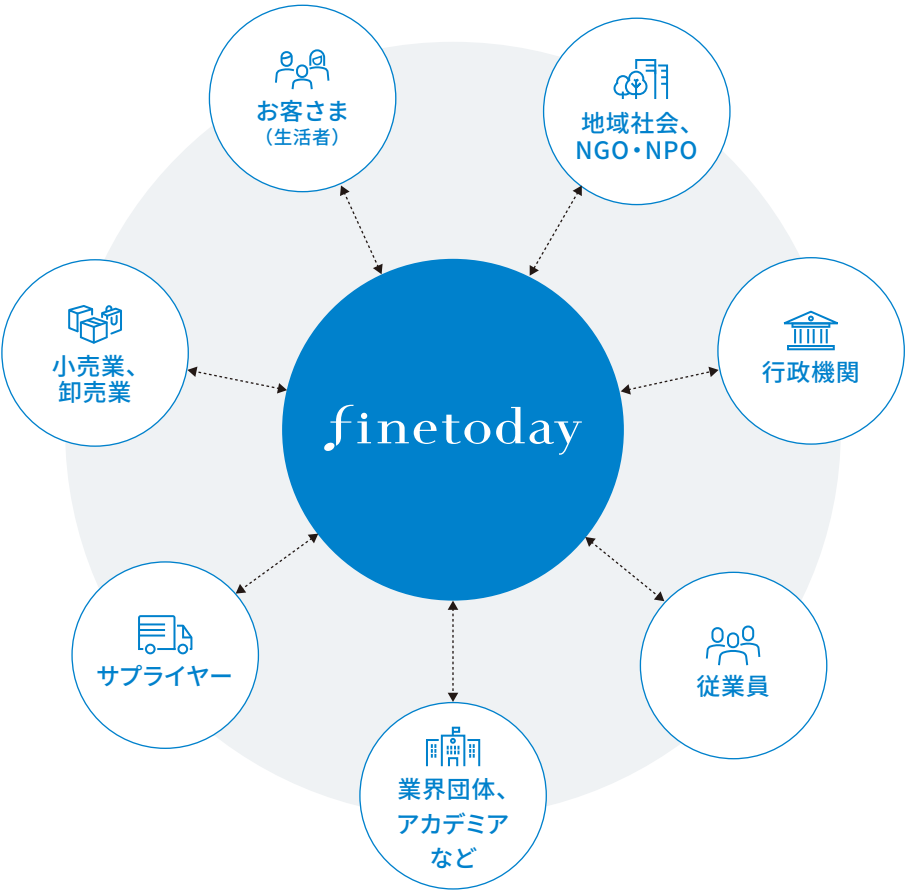 お客さま
（生活者）
地域社会、
NGO・NPO
小売業、
卸売業
行政機関
finetoday
サプライヤー
従業員
業界団体、
アカデミア
など